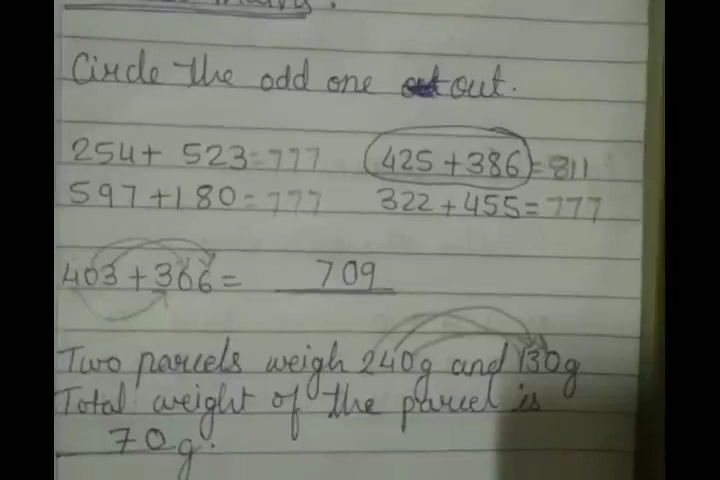 Circle the odd one out.
254+ 523=777 425+386=811
597+180=777 322+455=777
403+306= 709
Two parcels weigh 240g and 130g
Total weight of the parcel is
70g.